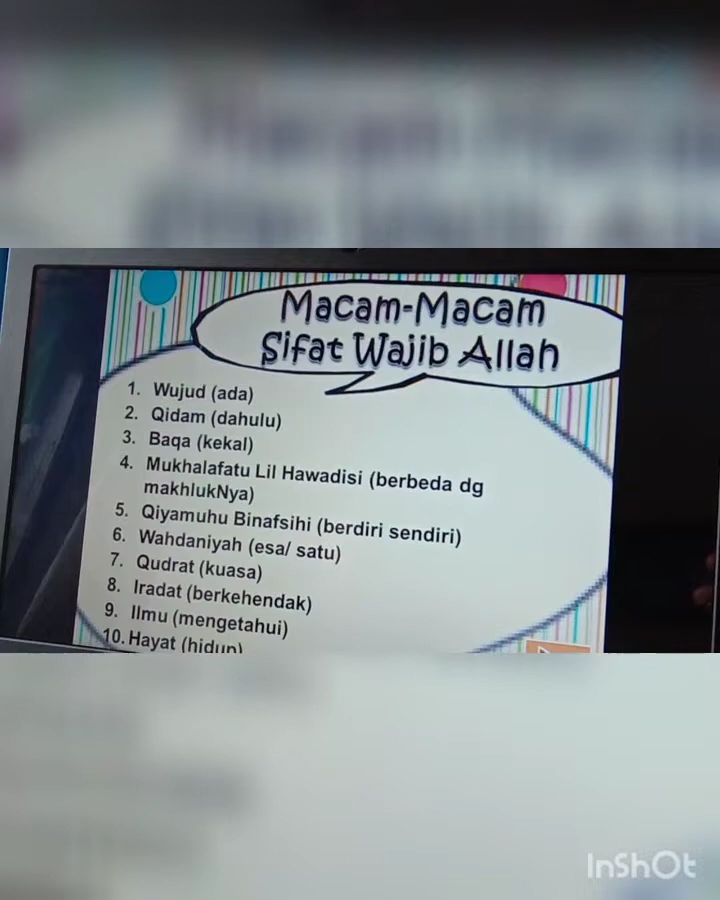 Macam-Macam
Sifat Wajib Allah
1. Wujud (ada)
2. Qidam (dahulu)
3. Baqa (kekal)
4. Mukhalafatu Lil Hawadisi (berbeda dg
makhlukNya)
5. Qiyamuhu Binafsihi (berdiri sendiri)
6. Wahdaniyah (esa/ satu)
7. Qudrat (kuasa)
8. Iradat (berkehendak)
9. Ilmu (mengetahui)
10. Hayat (hidup)
InShOt